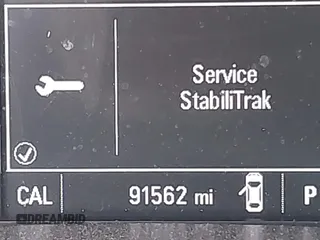 Service
StabiliTrak
CAL 91562 mi P
DREAMBID